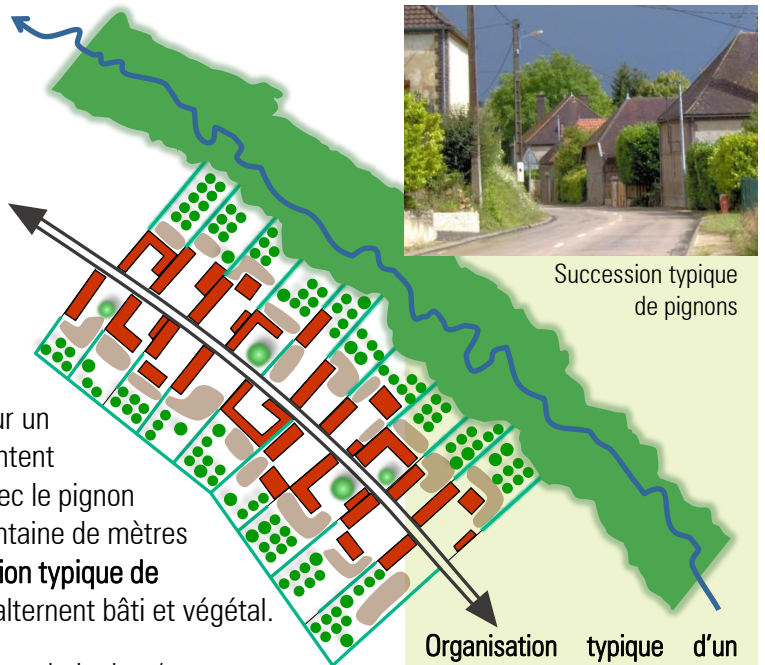 Succession typique
de pignons
ur un
ntent
ec le pignon
ntaine de mètres
ion typique de
alternent bâti et végétal.
Organisation typique d'un